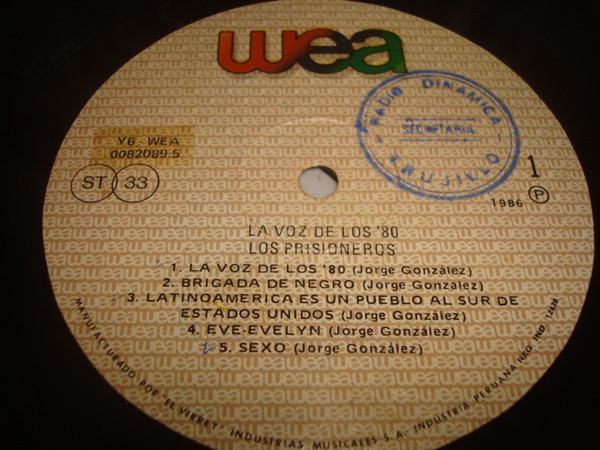 wea
RADIO DINAMICA
SECRETARIA
Y6 - WEA
0082089.5
ST 33
1
1986 P
LA VOZ DE LOS '80
LOS PRISIONEROS
1. LA VOZ DE LOS '80 (Jorge González)
2. BRIGADA DE NEGRO (Jorge González)
3. LATINOAMERICA ES UN PUEBLO AL SUR DE
ESTADOS UNIDOS (Jorge González)
4. EVE-EVELYN (Jorge González)
5. SEXO (Jorge González)
MANUFACTURADO POR "EL VIRREY" INDUSTRIAS MUSICALES S.A. INDUSTRIA PERUANA REG. IND 12428